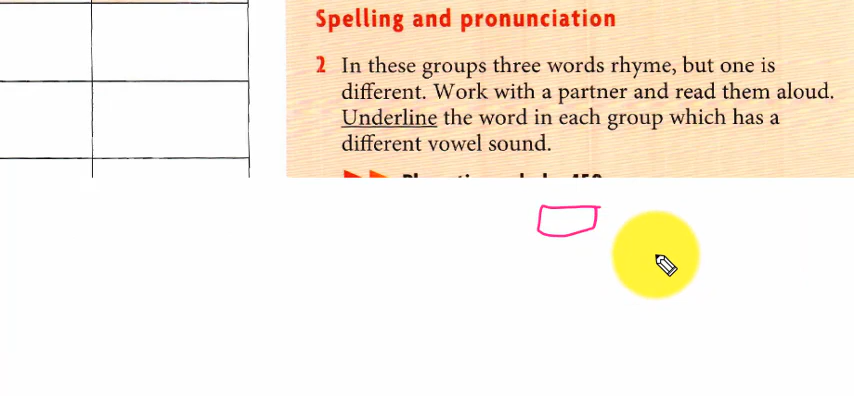 Spelling and pronunciation
2 In these groups three words rhyme, but one is
different. Work with a partner and read them aloud.
Underline the word in each group which has a
different vowel sound.